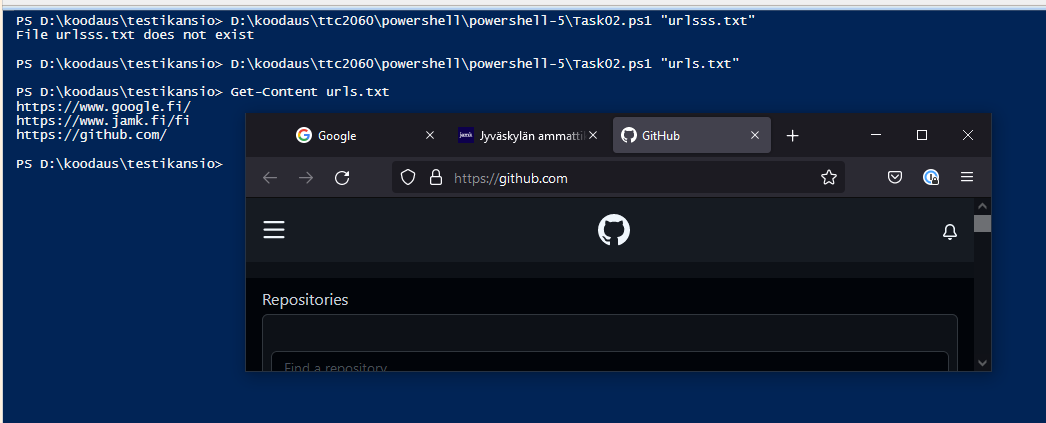 PS D:\koodaus\testikansio> D:\koodaus\ttc2060\powershell\powershell-5\Task02.ps1 "urlsss.txt"
File urlsss.txt does not exist
PS D:\koodaus\testikansio> D:\koodaus\ttc2060\powershell\powershell-5\Task02.ps1 "urls.txt"
PS D:\koodaus\testikansio> Get-Content urls.txt
https://www.google.fi/
https://www.jamk.fi/fi
https://github.com/
PS D:\koodaus\testikansio>
Google
jamk Jyväskylän ammatti
GitHub
https://github.com
Repositories
Find a repository